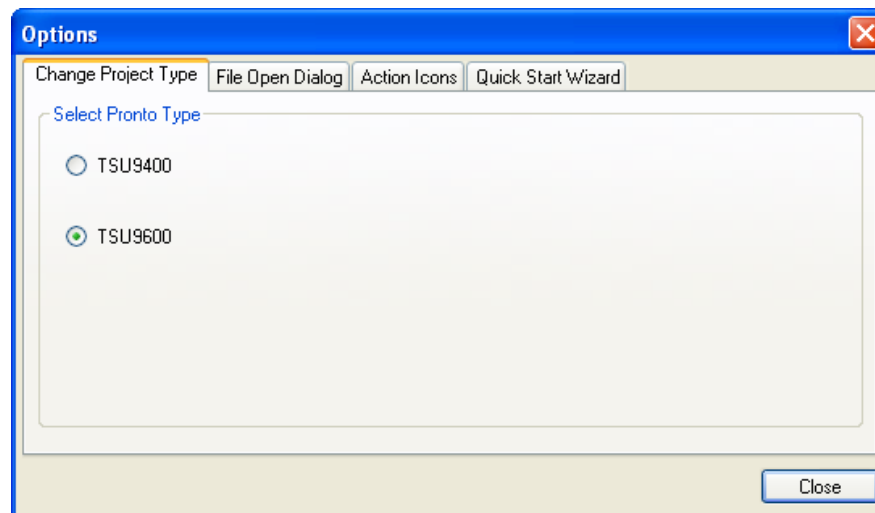 Options
Change Project Type File Open Dialog Action Icons Quick Start Wizard
Select Pronto Type
TSU9400
TSU9600
Close